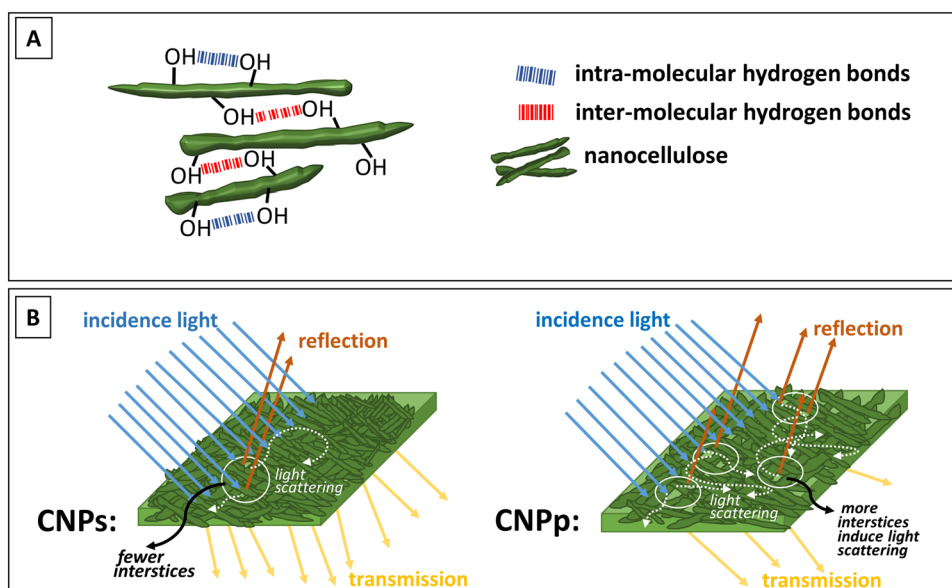 A
OH
OH
OH
OH
OH
OH
OH
OH
OH
intra-molecular hydrogen bonds
inter-molecular hydrogen bonds
nanocellulose
B
incidence light
reflection
light
scattering
CNPs:
fewer
interstices
transmission
incidence light
reflection
light
scattering
CNPp:
more
interstices
induce light
scattering
transmission